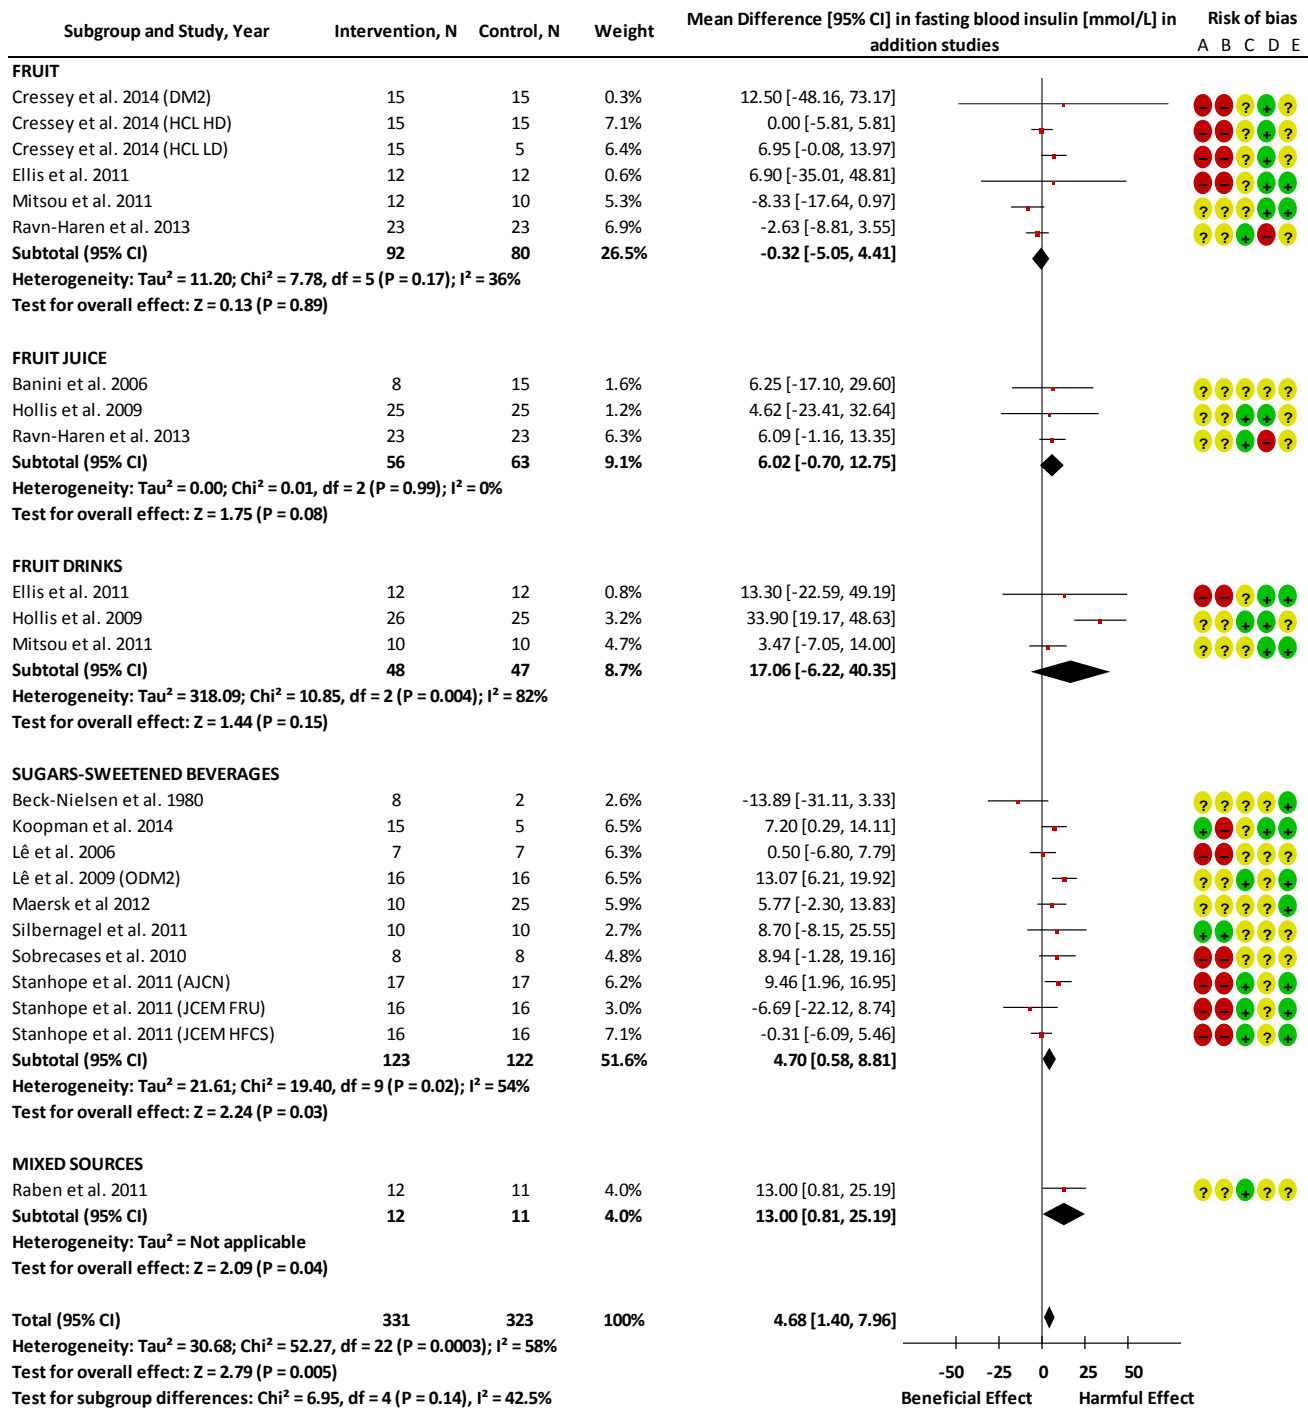 Subgroup and Study, Year Intervention, N Control, N Weight Mean Difference [95% CI] in fasting blood insulin [mmol/L] in addition studies Risk of bias
A B C D E
FRUIT
Cressey et al. 2014 (DM2) 15 15 0.3% 12.50 [-48.16, 73.17] - - ? + ?
Cressey et al. 2014 (HCL HD) 15 15 7.1% 0.00 [-5.81, 5.81] - - ? + ?
Cressey et al. 2014 (HCL LD) 15 5 6.4% 6.95 [-0.08, 13.97] - - ? + ?
Ellis et al. 2011 12 12 0.6% 6.90 [-35.01, 48.81] - - ? + +
Mitsou et al. 2011 12 10 5.3% -8.33 [-17.64, 0.97] ? ? ? + +
Ravn-Haren et al. 2013 23 23 6.9% -2.63 [-8.81, 3.55] ? ? + - ?
Subtotal (95% CI) 92 80 26.5% -0.32 [-5.05, 4.41]
Heterogeneity: Tau² = 11.20; Chi² = 7.78, df = 5 (P = 0.17); I² = 36%
Test for overall effect: Z = 0.13 (P = 0.89)
FRUIT JUICE
Banini et al. 2006 8 15 1.6% 6.25 [-17.10, 29.60] ? ? ? ? ?
Hollis et al. 2009 25 25 1.2% 4.62 [-23.41, 32.64] ? ? + + ?
Ravn-Haren et al. 2013 23 23 6.3% 6.09 [-1.16, 13.35] ? ? + - ?
Subtotal (95% CI) 56 63 9.1% 6.02 [-0.70, 12.75]
Heterogeneity: Tau² = 0.00; Chi² = 0.01, df = 2 (P = 0.99); I² = 0%
Test for overall effect: Z = 1.75 (P = 0.08)
FRUIT DRINKS
Ellis et al. 2011 12 12 0.8% 13.30 [-22.59, 49.19] - - ? + +
Hollis et al. 2009 26 25 3.2% 33.90 [19.17, 48.63] ? ? + + ?
Mitsou et al. 2011 10 10 4.7% 3.47 [-7.05, 14.00] ? ? ? + +
Subtotal (95% CI) 48 47 8.7% 17.06 [-6.22, 40.35]
Heterogeneity: Tau² = 318.09; Chi² = 10.85, df = 2 (P = 0.004); I² = 82%
Test for overall effect: Z = 1.44 (P = 0.15)
SUGARS-SWEETENED BEVERAGES
Beck-Nielsen et al. 1980 8 2 2.6% -13.89 [-31.11, 3.33] ? ? ? ? +
Koopman et al. 2014 15 5 6.5% 7.20 [0.29, 14.11] + - ? + +
Lê et al. 2006 7 7 6.3% 0.50 [-6.80, 7.79] - - ? ? ?
Lê et al. 2009 (ODM2) 16 16 6.5% 13.07 [6.21, 19.92] ? ? + ? +
Maersk et al 2012 10 25 5.9% 5.77 [-2.30, 13.83] ? ? ? ? +
Silbernagel et al. 2011 10 10 2.7% 8.70 [-8.15, 25.55] + + ? ? ?
Sobrecases et al. 2010 8 8 4.8% 8.94 [-1.28, 19.16] - - ? ? ?
Stanhope et al. 2011 (AJCN) 17 17 6.2% 9.46 [1.96, 16.95] - - + ? +
Stanhope et al. 2011 (JCEM FRU) 16 16 3.0% -6.69 [-22.12, 8.74] - - + ? +
Stanhope et al. 2011 (JCEM HFCS) 16 16 7.1% -0.31 [-6.09, 5.46] - - + ? +
Subtotal (95% CI) 123 122 51.6% 4.70 [0.58, 8.81]
Heterogeneity: Tau² = 21.61; Chi² = 19.40, df = 9 (P = 0.02); I² = 54%
Test for overall effect: Z = 2.24 (P = 0.03)
MIXED SOURCES
Raben et al. 2011 12 11 4.0% 13.00 [0.81, 25.19] ? ? + ? ?
Subtotal (95% CI) 12 11 4.0% 13.00 [0.81, 25.19]
Heterogeneity: Tau² = Not applicable
Test for overall effect: Z = 2.09 (P = 0.04)
Total (95% CI) 331 323 100% 4.68 [1.40, 7.96]
Heterogeneity: Tau² = 30.68; Chi² = 52.27, df = 22 (P = 0.0003); I² = 58%
Test for overall effect: Z = 2.79 (P = 0.005) -50 -25 0 25 50
Test for subgroup differences: Chi² = 6.95, df = 4 (P = 0.14), I² = 42.5% Beneficial Effect Harmful Effect